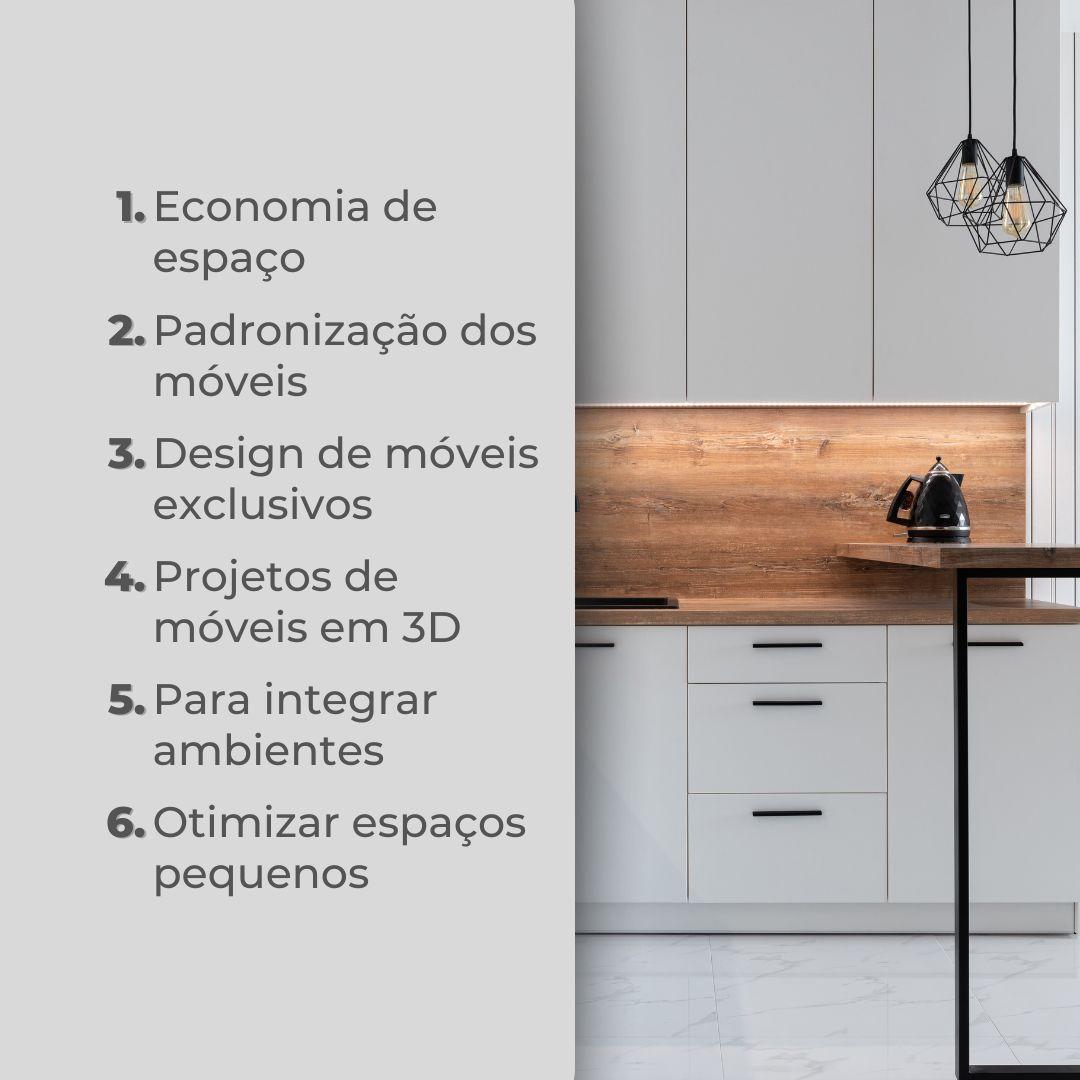 1. Economia de
espaço
2. Padronização dos
móveis
3. Design de móveis
exclusivos
4. Projetos de
móveis em 3D
5. Para integrar
ambientes
6. Otimizar espaços
pequenos